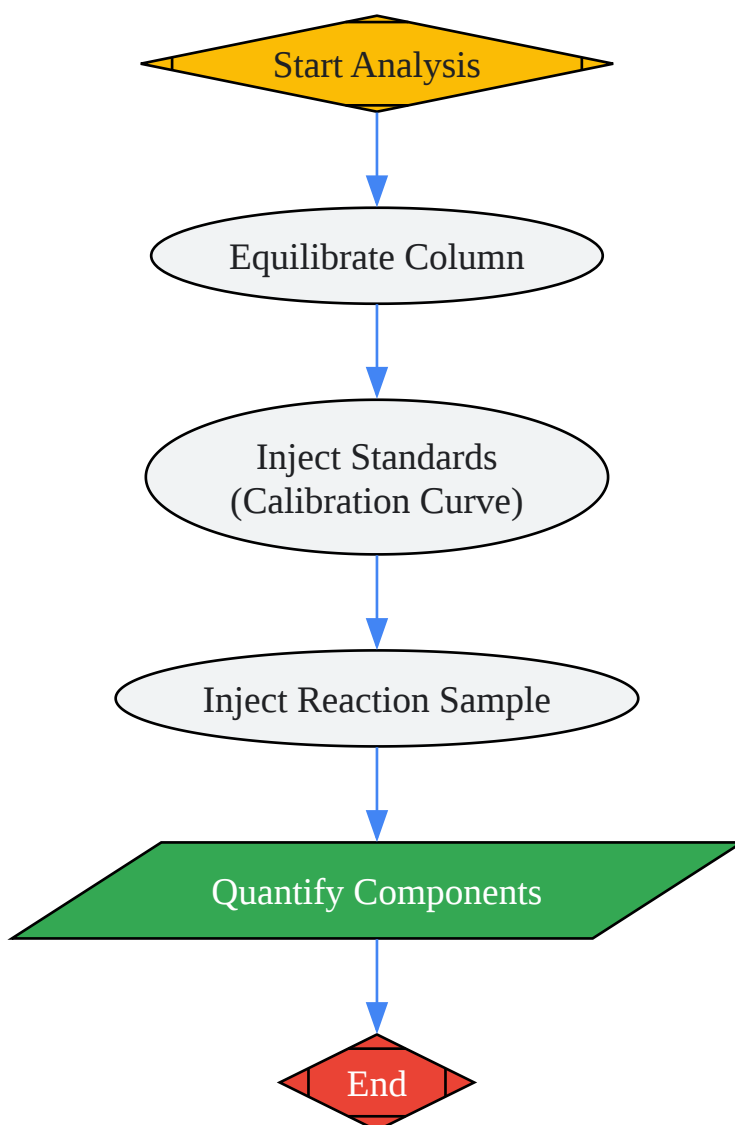 Start Analysis
Equilibrate Column
Inject Standards
(Calibration Curve)
Inject Reaction Sample
Quantify Components
End